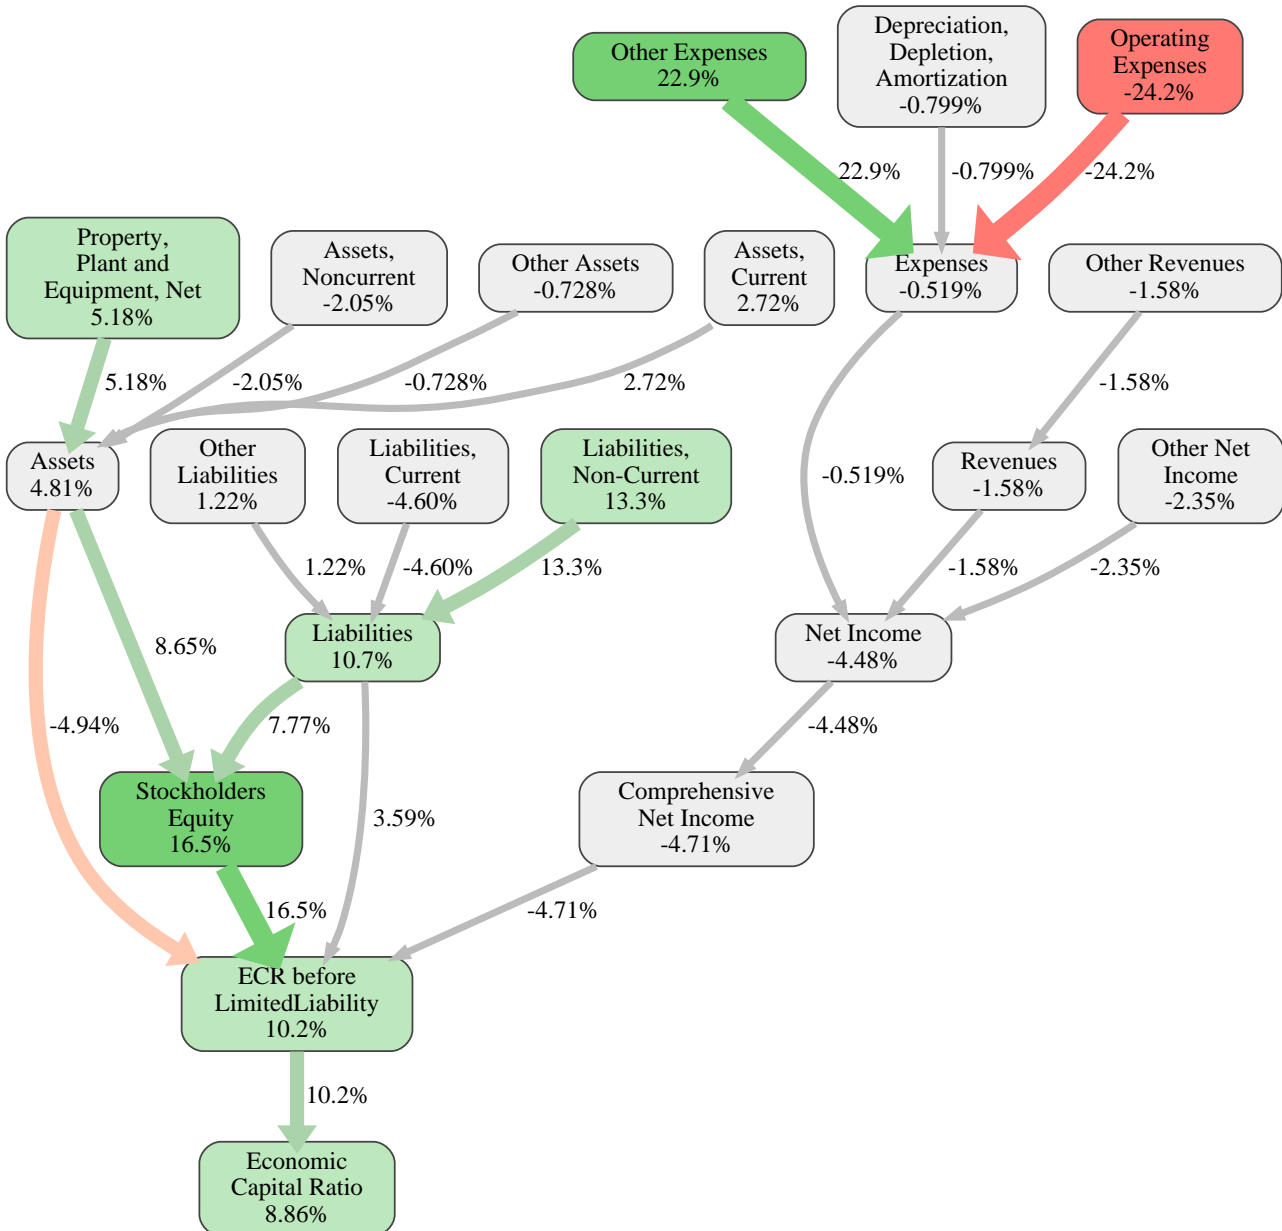 Other Expenses
22.9%
Depreciation,
Depletion,
Amortization
-0.799%
Operating
Expenses
-24.2%
22.9%
-0.799%
-24.2%
Property,
Plant and
Equipment, Net
5.18%
Assets,
Noncurrent
-2.05%
Other Assets
-0.728%
Assets,
Current
2.72%
Expenses
-0.519%
Other Revenues
-1.58%
5.18%
-2.05%
-0.728%
2.72%
-1.58%
Assets
4.81%
Other
Liabilities
1.22%
Liabilities,
Current
-4.60%
Liabilities,
Non-Current
13.3%
-0.519%
Revenues
-1.58%
Other Net
Income
-2.35%
1.22%
-4.60%
13.3%
-1.58%
-2.35%
8.65%
Liabilities
10.7%
Net Income
-4.48%
-4.94%
7.77%
-4.48%
Stockholders
Equity
16.5%
3.59%
Comprehensive
Net Income
-4.71%
16.5%
-4.71%
ECR before
LimitedLiability
10.2%
10.2%
Economic
Capital Ratio
8.86%